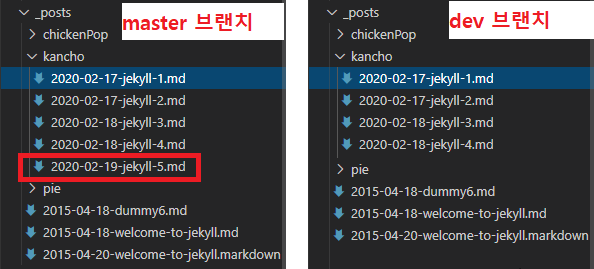 _posts
master 브랜치
chickenPop
kancho
2020-02-17-jekyll-1.md
2020-02-17-jekyll-2.md
2020-02-18-jekyll-3.md
2020-02-18-jekyll-4.md
2020-02-19-jekyll-5.md
pie
2015-04-18-dummy6.md
2015-04-18-welcome-to-jekyll.md
2015-04-20-welcome-to-jekyll.markdown
_posts
dev 브랜치
chickenPop
kancho
2020-02-17-jekyll-1.md
2020-02-17-jekyll-2.md
2020-02-18-jekyll-3.md
2020-02-18-jekyll-4.md
pie
2015-04-18-dummy6.md
2015-04-18-welcome-to-jekyll.md
2015-04-20-welcome-to-jekyll.markdown